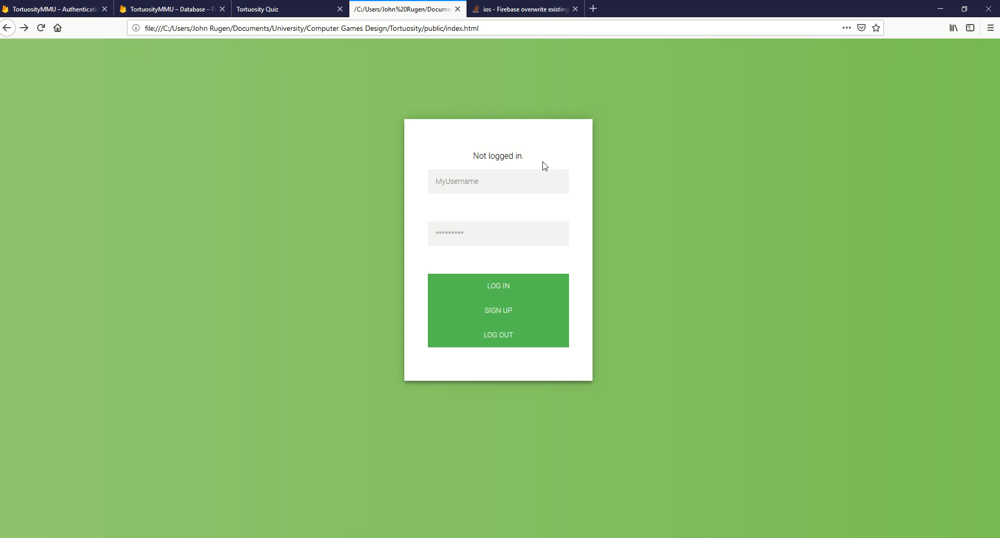 TortuosityMMU – Authenticati
TortuosityMMU – Database – Fi
Tortuosity Quiz
/C:/Users/John%20Rugen/Docume
ios - Firebase overwrite existing
file:///C:/Users/John Rugen/Documents/University/Computer Games Design/Tortuosity/public/index.html
Not logged in.
MyUsername
*********
LOG IN
SIGN UP
LOG OUT